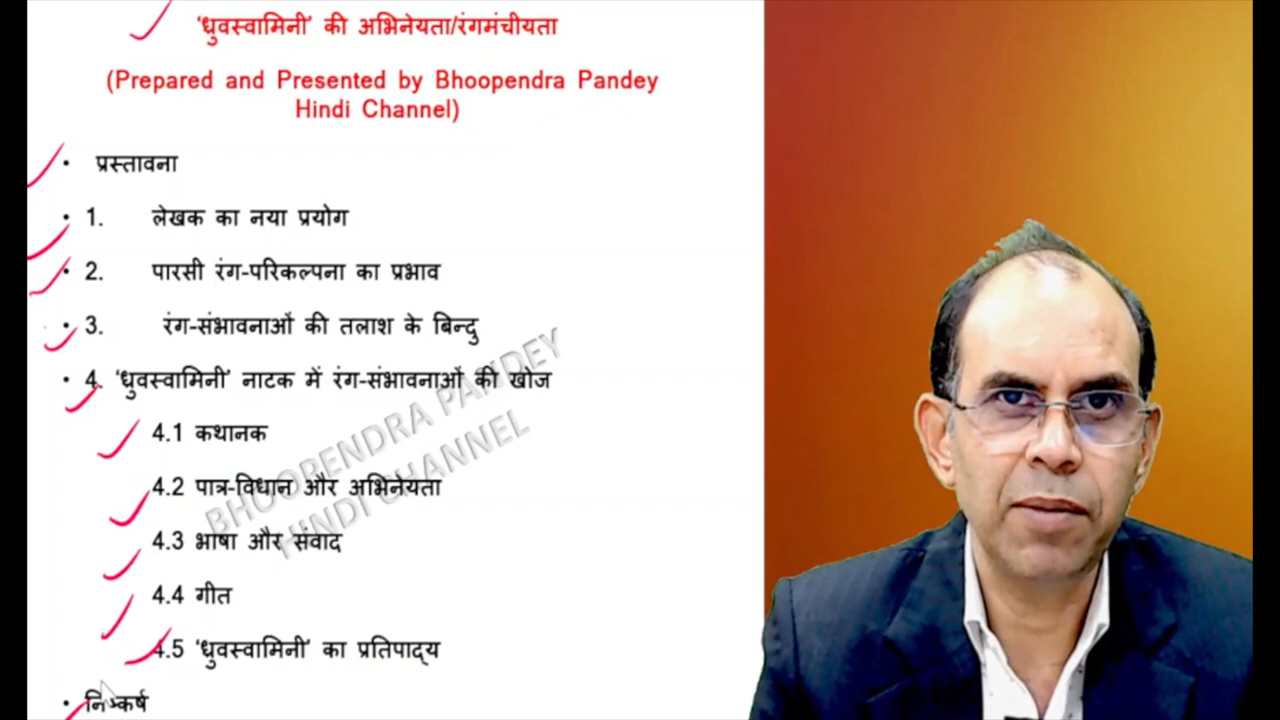 'ध्रुवस्वामिनी' की अभिनेयता/रंगमंचीयता
(Prepared and Presented by Bhoopendra Pandey
Hindi Channel)
• प्रस्तावना
• 1. लेखक का नया प्रयोग
• 2. पारसी रंग-परिकल्पना का प्रभाव
• 3. रंग-संभावनाओं की तलाश के बिन्दु
• 4. 'ध्रुवस्वामिनी' नाटक में रंग-संभावनाओं की खोज
4.1 कथानक
4.2 पात्र-विधान और अभिनेयता
4.3 भाषा और संवाद
4.4 गीत
4.5 'ध्रुवस्वामिनी' का प्रतिपाद्य
• निष्कर्ष
BHOOPENDRA PANDEY
HINDI CHANNEL